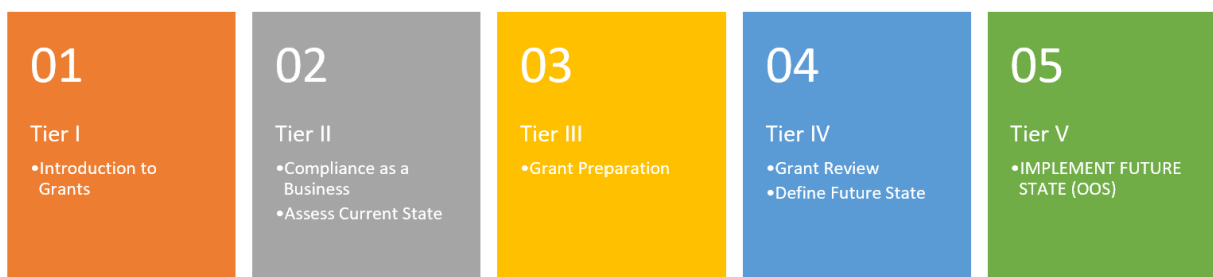 01
Tier I
•Introduction to
Grants
02
Tier II
•Compliance as a
Business
•Assess Current State
03
Tier III
•Grant Preparation
04
Tier IV
•Grant Review
•Define Future State
05
Tier V
•IMPLEMENT FUTURE
STATE (OOS)